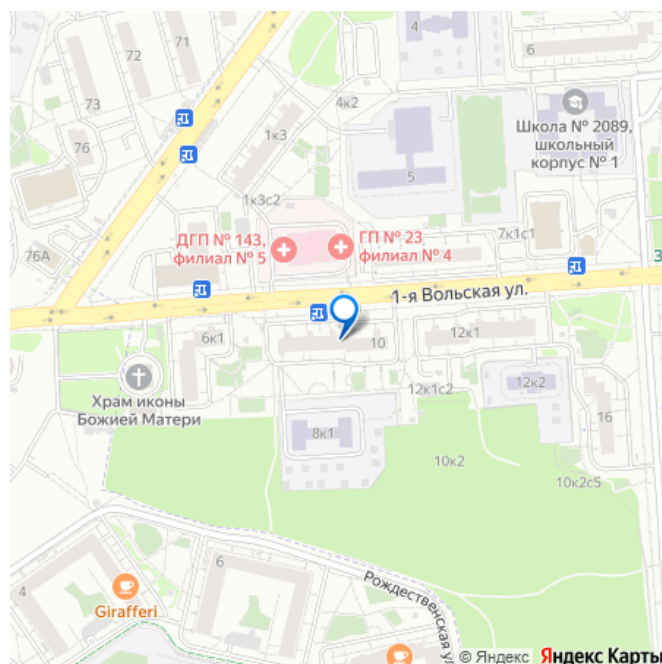 71
4
72
6
73
4к2
1к3
Школа № 2089,
школьный
корпус № 1
76
5
1к3с2
ДГП № 143,
филиал № 5
ГП № 23,
филиал № 4
7к1с1
76А
З
1-я Вольская ул.
6к1
10
12к1
Храм иконы
Божией Матери
12к1с2
12к2
8к1
16
10к2
10к2с5
4
6
Giraffer​i
Рождественская ул
© Яндекс Яндекс Карты